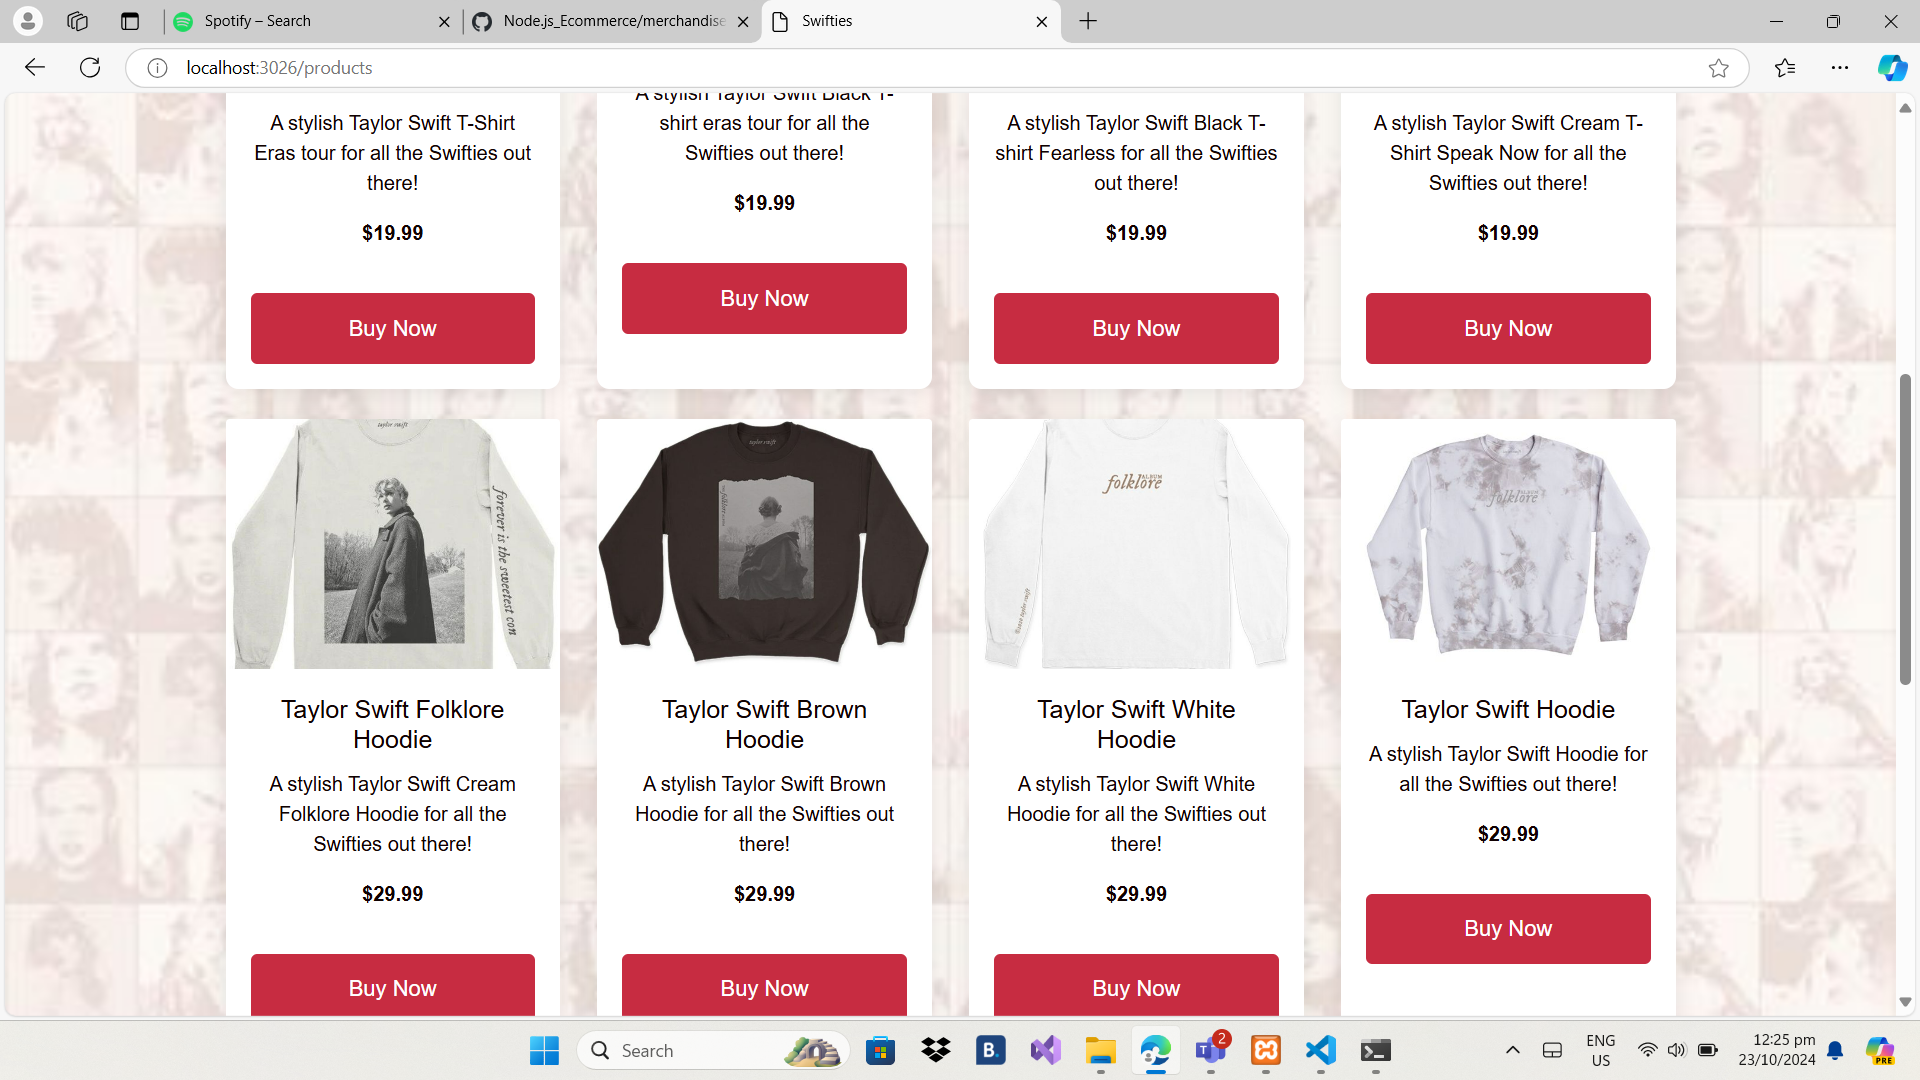 Spotify – Search
Node.js_Ecommerce/merchandise
Swifties
localhost:3026/products
A stylish Taylor Swift T-Shirt
Eras tour for all the Swifties out
there!
$19.99
Buy Now
A stylish Taylor Swift Black T-
shirt eras tour for all the
Swifties out there!
$19.99
Buy Now
A stylish Taylor Swift Black T-
shirt Fearless for all the Swifties
out there!
$19.99
Buy Now
A stylish Taylor Swift Cream T-
Shirt Speak Now for all the
Swifties out there!
$19.99
Buy Now
taylor swift
forever is the sweetest con
Taylor Swift Folklore
Hoodie
A stylish Taylor Swift Cream
Folklore Hoodie for all the
Swifties out there!
$29.99
Buy Now
taylor swift
Taylor Swift Brown
Hoodie
A stylish Taylor Swift Brown
Hoodie for all the Swifties out
there!
$29.99
Buy Now
folklore ALBUM
Taylor Swift White
Hoodie
A stylish Taylor Swift White
Hoodie for all the Swifties out
there!
$29.99
Buy Now
folklore ALBUM
Taylor Swift Hoodie
A stylish Taylor Swift Hoodie for
all the Swifties out there!
$29.99
Buy Now
Search
B.
2
ENG
US
12:25 pm
23/10/2024
PRE